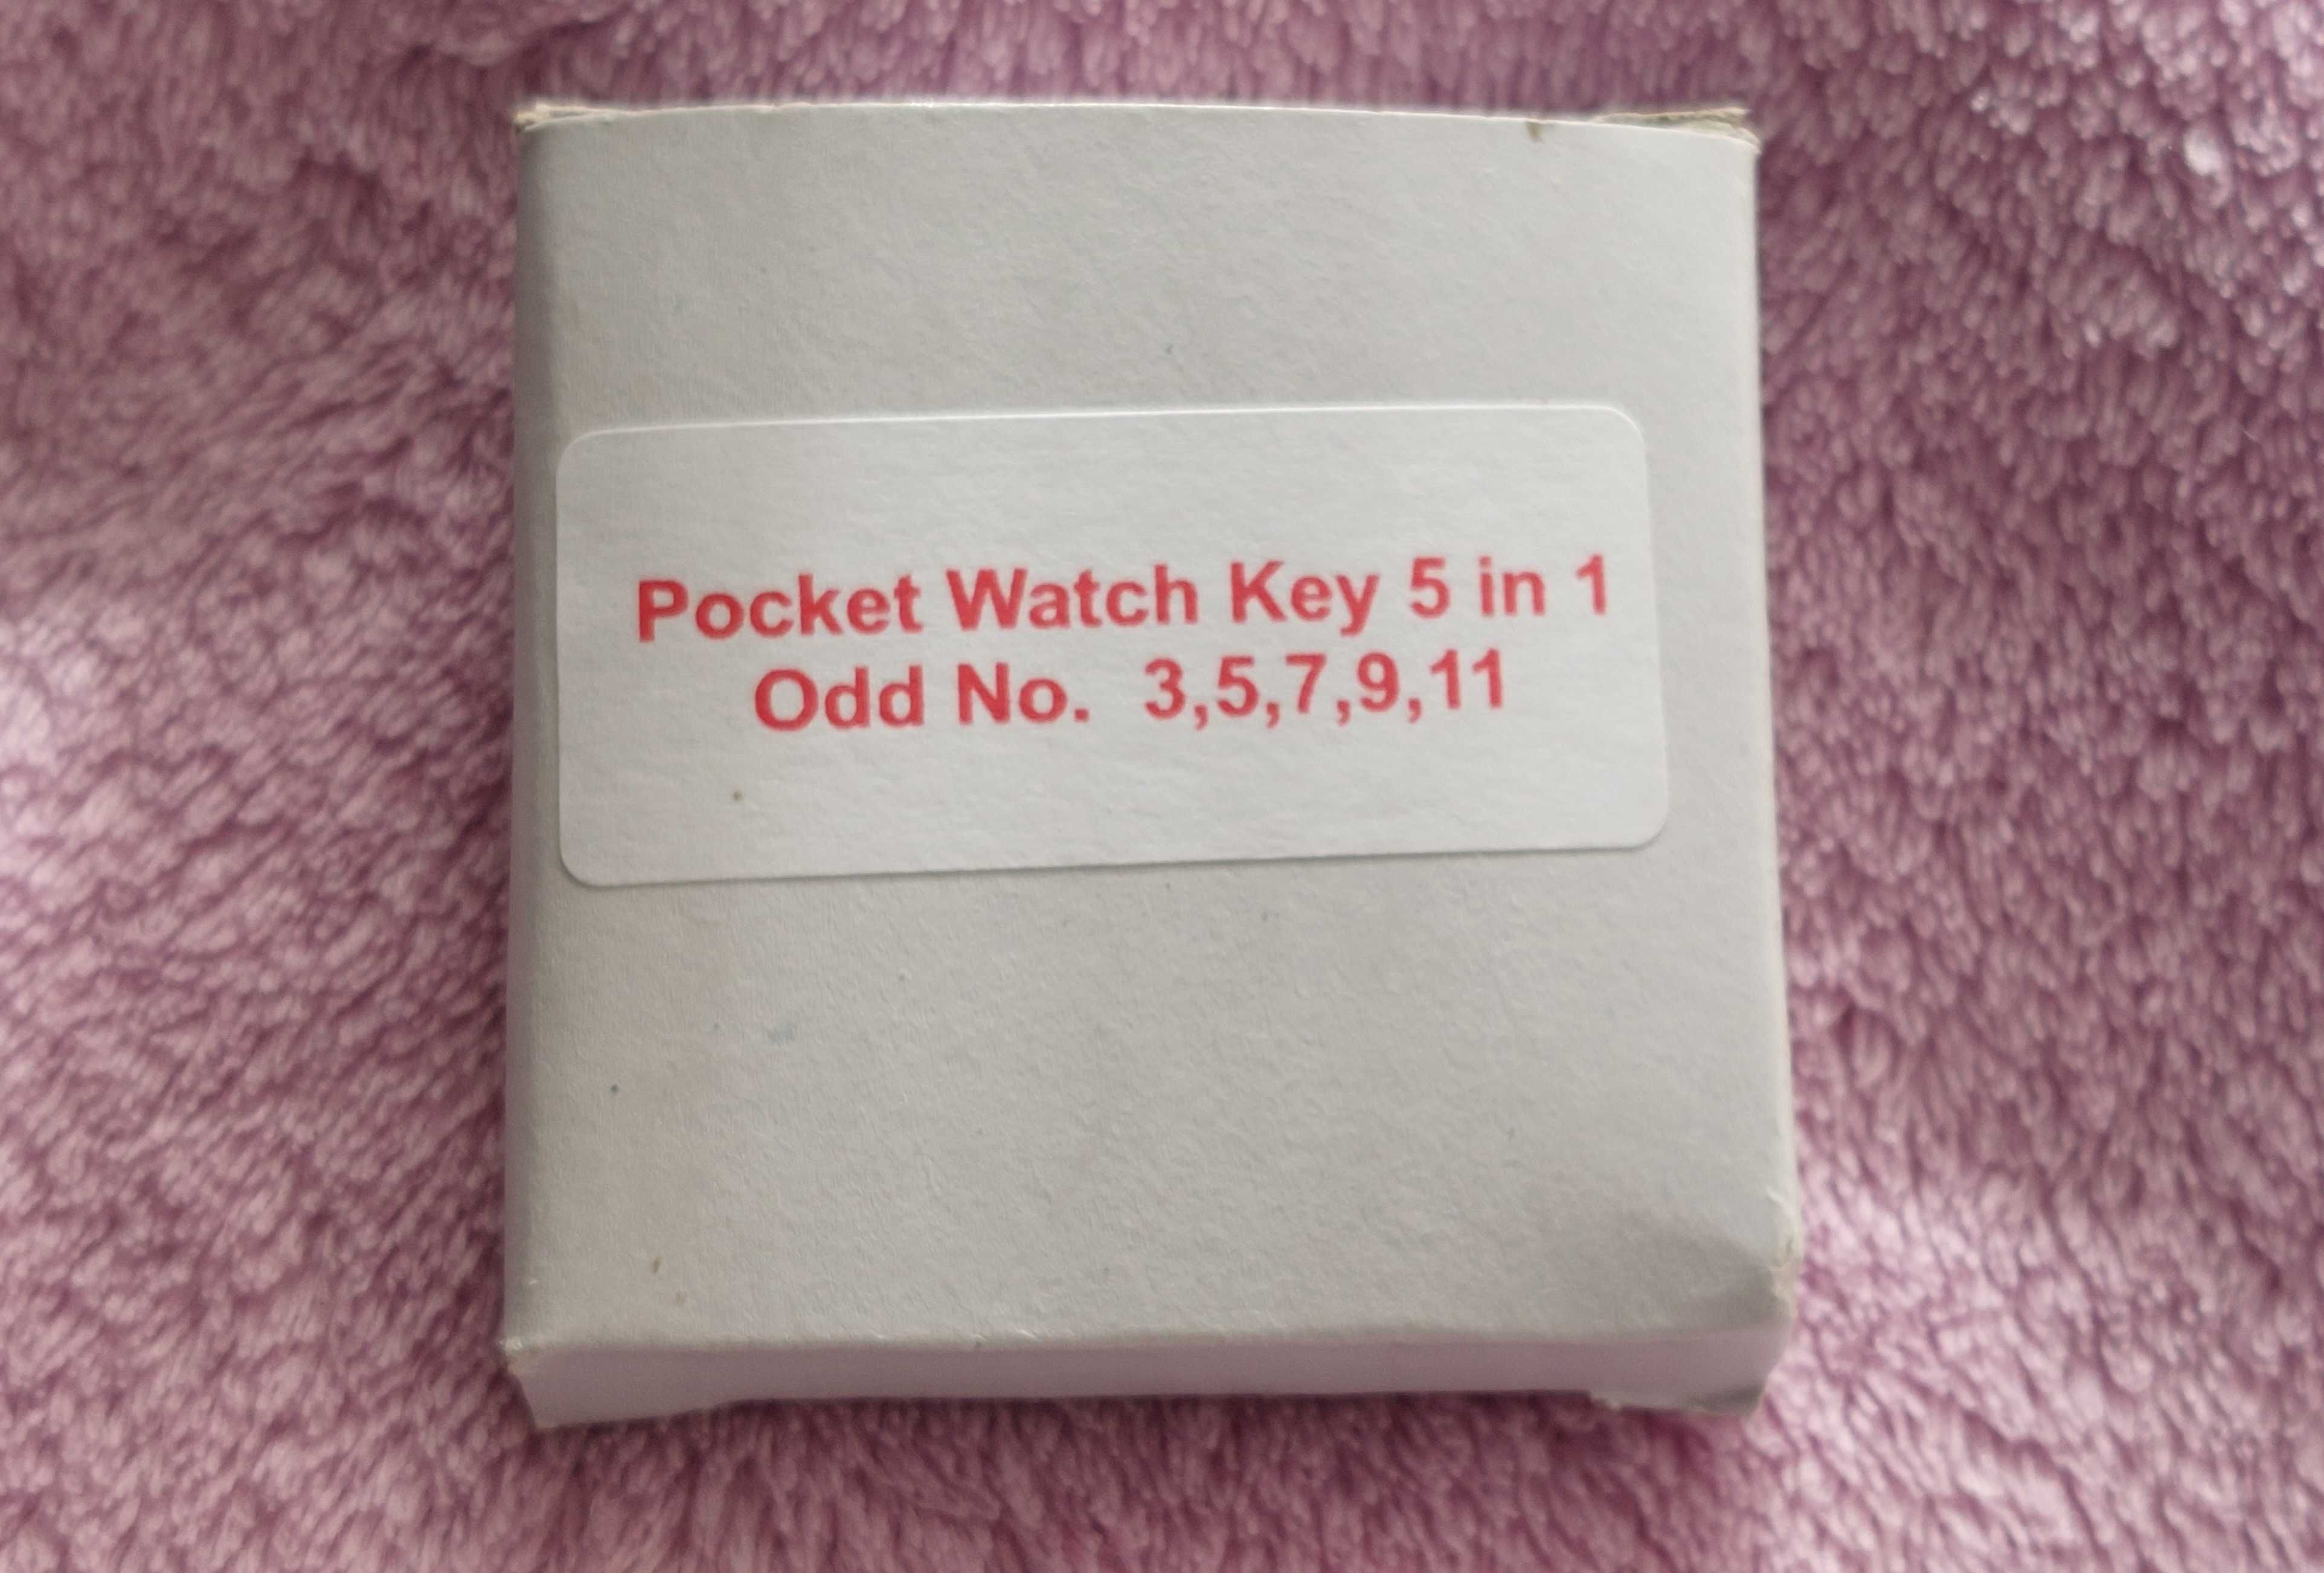 Pocket Watch Key 5 in 1
Odd No.  3,5,7,9,11